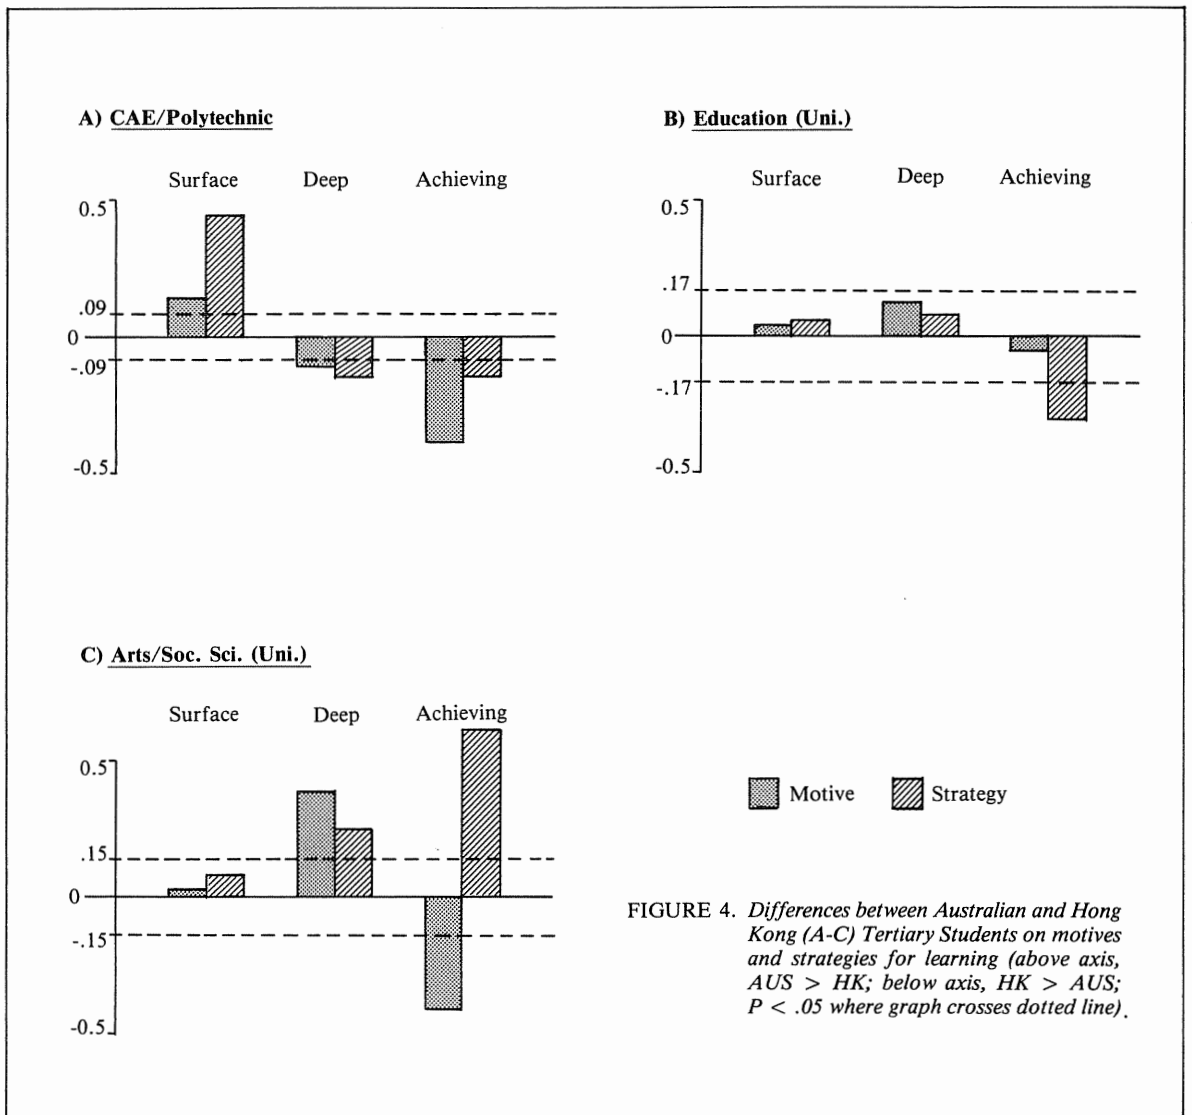 A) CAE/Polytechnic
Surface Deep Achieving
0.5
.09
0
-.09
-0.5
B) Education (Uni.)
Surface Deep Achieving
0.5
.17
0
-.17
-0.5
C) Arts/Soc. Sci. (Uni.)
Surface Deep Achieving
0.5
.15
0
-.15
-0.5
Motive Strategy
FIGURE 4. Differences between Australian and Hong
Kong (A-C) Tertiary Students on motives
and strategies for learning (above axis,
AUS > HK; below axis, HK > AUS;
P < .05 where graph crosses dotted line).